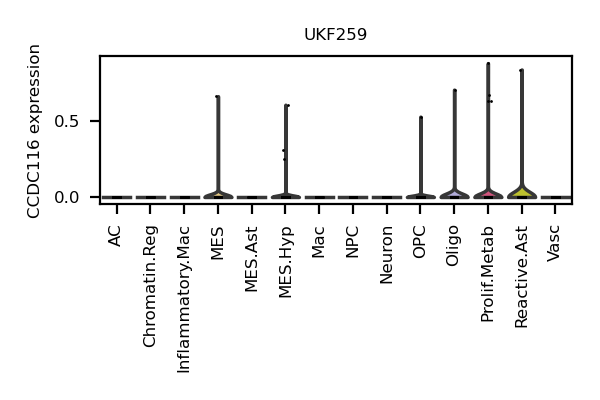 UKF259
CCDC116 expression
0.5
0.0
AC
Chromatin.Reg
Inflammatory.Mac
MES
MES.Ast
MES.Hyp
Mac
NPC
Neuron
OPC
Oligo
Prolif.Metab
Reactive.Ast
Vasc